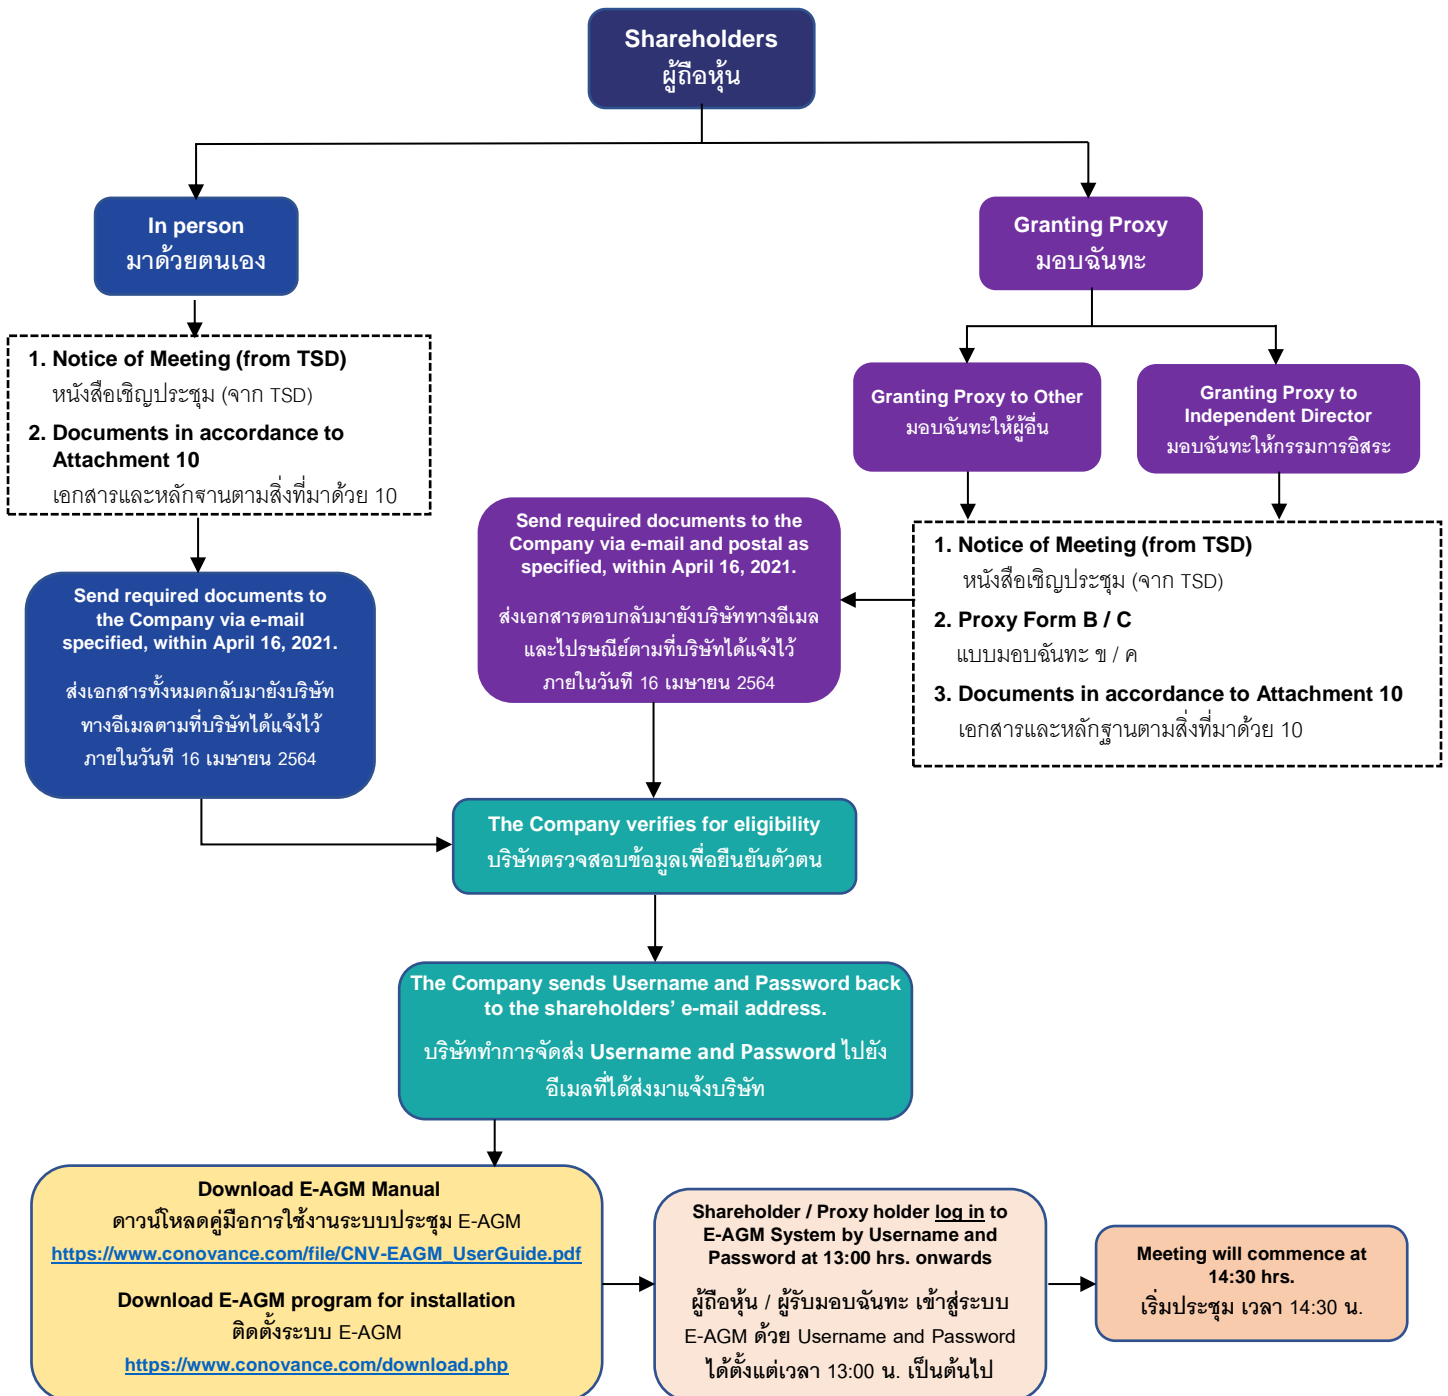 Shareholders
ผู้ถือหุ้น
In person
มาด้วยตนเอง
Granting Proxy
มอบฉันทะ
1. Notice of Meeting (from TSD)
หนังสือเชิญประชุม (จาก TSD)
2. Documents in accordance to
Attachment 10
เอกสารและหลักฐานตามสิ่งที่มาด้วย 10
Granting Proxy to Other
มอบฉันทะให้ผู้อื่น
Granting Proxy to
Independent Director
มอบฉันทะให้กรรมการอิสระ
Send required documents to
the Company via e-mail
specified, within April 16, 2021.
ส่งเอกสารทั้งหมดกลับมายังบริษัท
ทางอีเมลตามที่บริษัทได้แจ้งไว้
ภายในวันที่ 16 เมษายน 2564
Send required documents to the
Company via e-mail and postal as
specified, within April 16, 2021.
ส่งเอกสารตอบกลับมายังบริษัททางอีเมล
และไปรษณีย์ตามที่บริษัทได้แจ้งไว้
ภายในวันที่ 16 เมษายน 2564
1. Notice of Meeting (from TSD)
หนังสือเชิญประชุม (จาก TSD)
2. Proxy Form B / C
แบบมอบฉันทะ ข / ค
3. Documents in accordance to Attachment 10
เอกสารและหลักฐานตามสิ่งที่มาด้วย 10
The Company verifies for eligibility
บริษัทตรวจสอบข้อมูลเพื่อยืนยันตัวตน
The Company sends Username and Password back
to the shareholders’ e-mail address.
บริษัททำการจัดส่ง Username and Password ไปยัง
อีเมลที่ได้ส่งมาแจ้งบริษัท
Download E-AGM Manual
ดาวน์โหลดคู่มือการใช้งานระบบประชุม E-AGM
https://www.conovance.com/file/CNV-EAGM_UserGuide.pdf
Download E-AGM program for installation
ติดตั้งระบบ E-AGM
https://www.conovance.com/download.php
Shareholder / Proxy holder log in to
E-AGM System by Username and
Password at 13:00 hrs. onwards
ผู้ถือหุ้น / ผู้รับมอบฉันทะ เข้าสู่ระบบ
E-AGM ด้วย Username and Password
ได้ตั้งแต่เวลา 13:00 น. เป็นต้นไป
Meeting will commence at
14:30 hrs.
เริ่มประชุม เวลา 14:30 น.